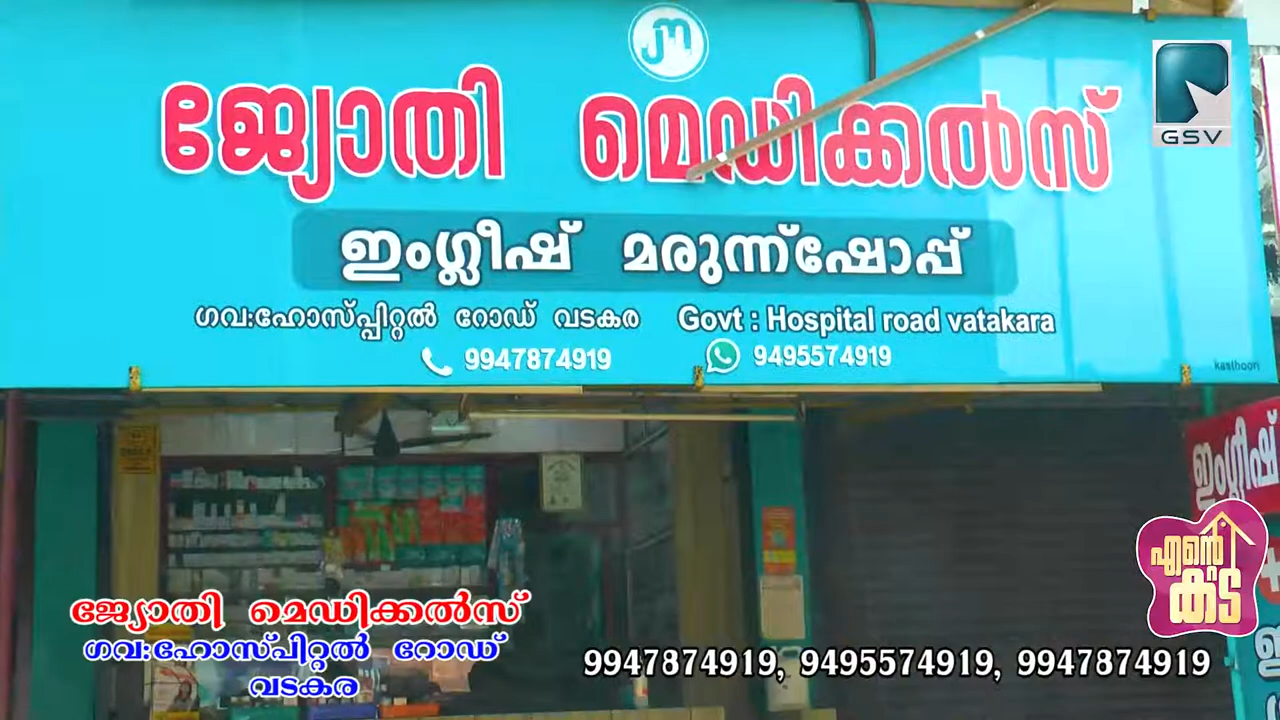 JM
GSV
ജ്യോതി മെഡിക്കൽസ്
ഇംഗ്ലീഷ് മരുന്ന്ഷോപ്പ്
ഗവ:ഹോസ്പ്പിറ്റൽ റോഡ് വടകര Govt : Hospital road vatakara
9947874919 9495574919
kasthoori
ഇംഗ്ലീഷ്
എന്റെ
കട
ജ്യോതി മെഡിക്കൽസ്
ഗവ:ഹോസ്പിറ്റൽ റോഡ്
വടകര
9947874919, 9495574919, 9947874919